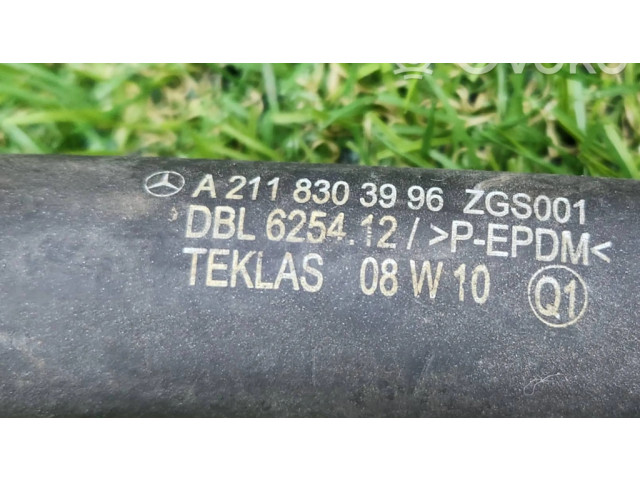 A 211 830 39 96 ZGS001
DBL 6254.12 / >P-EPDM<
TEKLAS 08 W 10 Q1